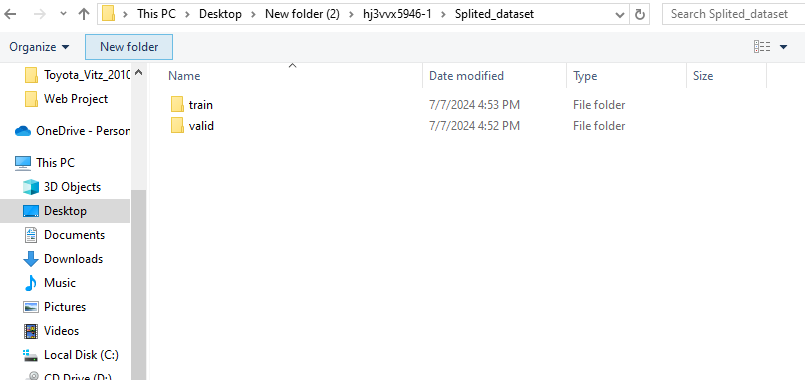 This PC > Desktop > New folder (2) > hj3vvx5946-1 > Splited_dataset
Search Splited_dataset
Organize
New folder
Name
Date modified
Type
Size
train
7/7/2024 4:53 PM
File folder
valid
7/7/2024 4:52 PM
File folder
Toyota_Vitz_2010
Web Project
OneDrive - Person
This PC
3D Objects
Desktop
Documents
Downloads
Music
Pictures
Videos
Local Disk (C:)
CD Drive (D:)